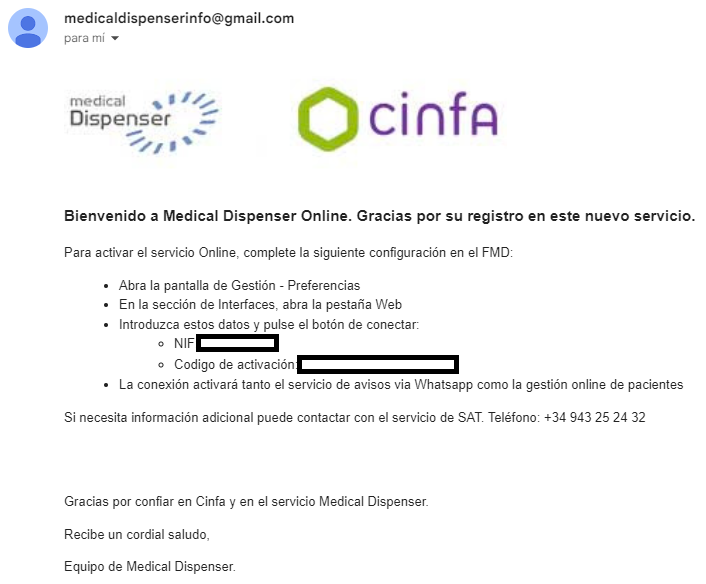 medicaldispenserinfo@gmail.com
para mí
medical
Dispenser
cinfa
Bienvenido a Medical Dispenser Online. Gracias por su registro en este nuevo servicio.
Para activar el servicio Online, complete la siguiente configuración en el FMD:
• Abra la pantalla de Gestión - Preferencias
• En la sección de Interfaces, abra la pestaña Web
• Introduzca estos datos y pulse el botón de conectar:
○ NIF
○ Codigo de activación:
• La conexión activará tanto el servicio de avisos via Whatsapp como la gestión online de pacientes
Si necesita información adicional puede contactar con el servicio de SAT. Teléfono: +34 943 25 24 32
Gracias por confiar en Cinfa y en el servicio Medical Dispenser.
Recibe un cordial saludo,
Equipo de Medical Dispenser.